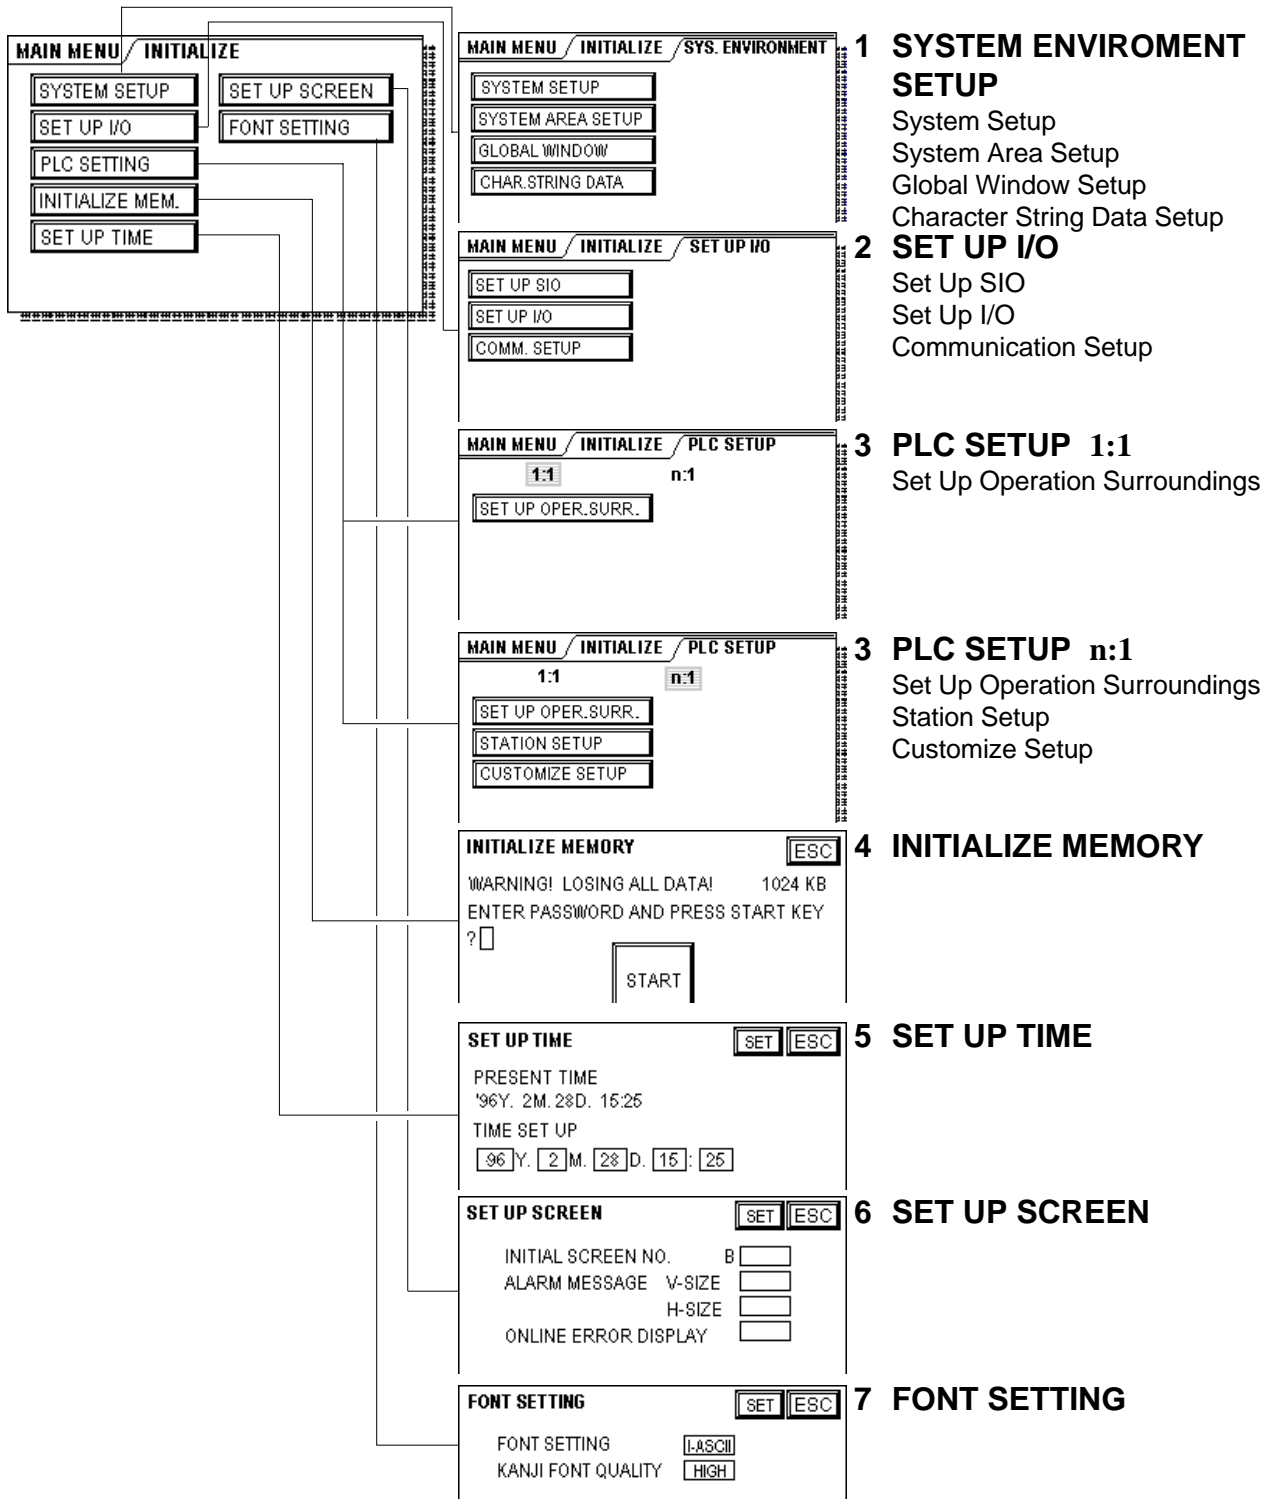 MAIN MENU / INITIALIZE
SYSTEM SETUP
SET UP SCREEN
SET UP I/O
FONT SETTING
PLC SETTING
INITIALIZE MEM.
SET UP TIME
MAIN MENU / INITIALIZE / SYS. ENVIRONMENT
SYSTEM SETUP
SYSTEM AREA SETUP
GLOBAL WINDOW
CHAR.STRING DATA
1 SYSTEM ENVIROMENT
SETUP
System Setup
System Area Setup
Global Window Setup
Character String Data Setup
MAIN MENU / INITIALIZE / SET UP I/O
SET UP SIO
SET UP I/O
COMM. SETUP
2 SET UP I/O
Set Up SIO
Set Up I/O
Communication Setup
MAIN MENU / INITIALIZE / PLC SETUP
1:1 n:1
SET UP OPER.SURR.
3 PLC SETUP 1:1
Set Up Operation Surroundings
MAIN MENU / INITIALIZE / PLC SETUP
1:1 n:1
SET UP OPER.SURR.
STATION SETUP
CUSTOMIZE SETUP
3 PLC SETUP n:1
Set Up Operation Surroundings
Station Setup
Customize Setup
INITIALIZE MEMORY ESC
WARNING! LOSING ALL DATA! 1024 KB
ENTER PASSWORD AND PRESS START KEY
?
START
4 INITIALIZE MEMORY
SET UP TIME SET ESC
PRESENT TIME
'96Y. 2M. 28D. 15:25
TIME SET UP
96 Y. 2 M. 28 D. 15 : 25
5 SET UP TIME
SET UP SCREEN SET ESC
INITIAL SCREEN NO. B
ALARM MESSAGE V-SIZE
H-SIZE
ONLINE ERROR DISPLAY
6 SET UP SCREEN
FONT SETTING SET ESC
FONT SETTING I-ASCII
KANJI FONT QUALITY HIGH
7 FONT SETTING